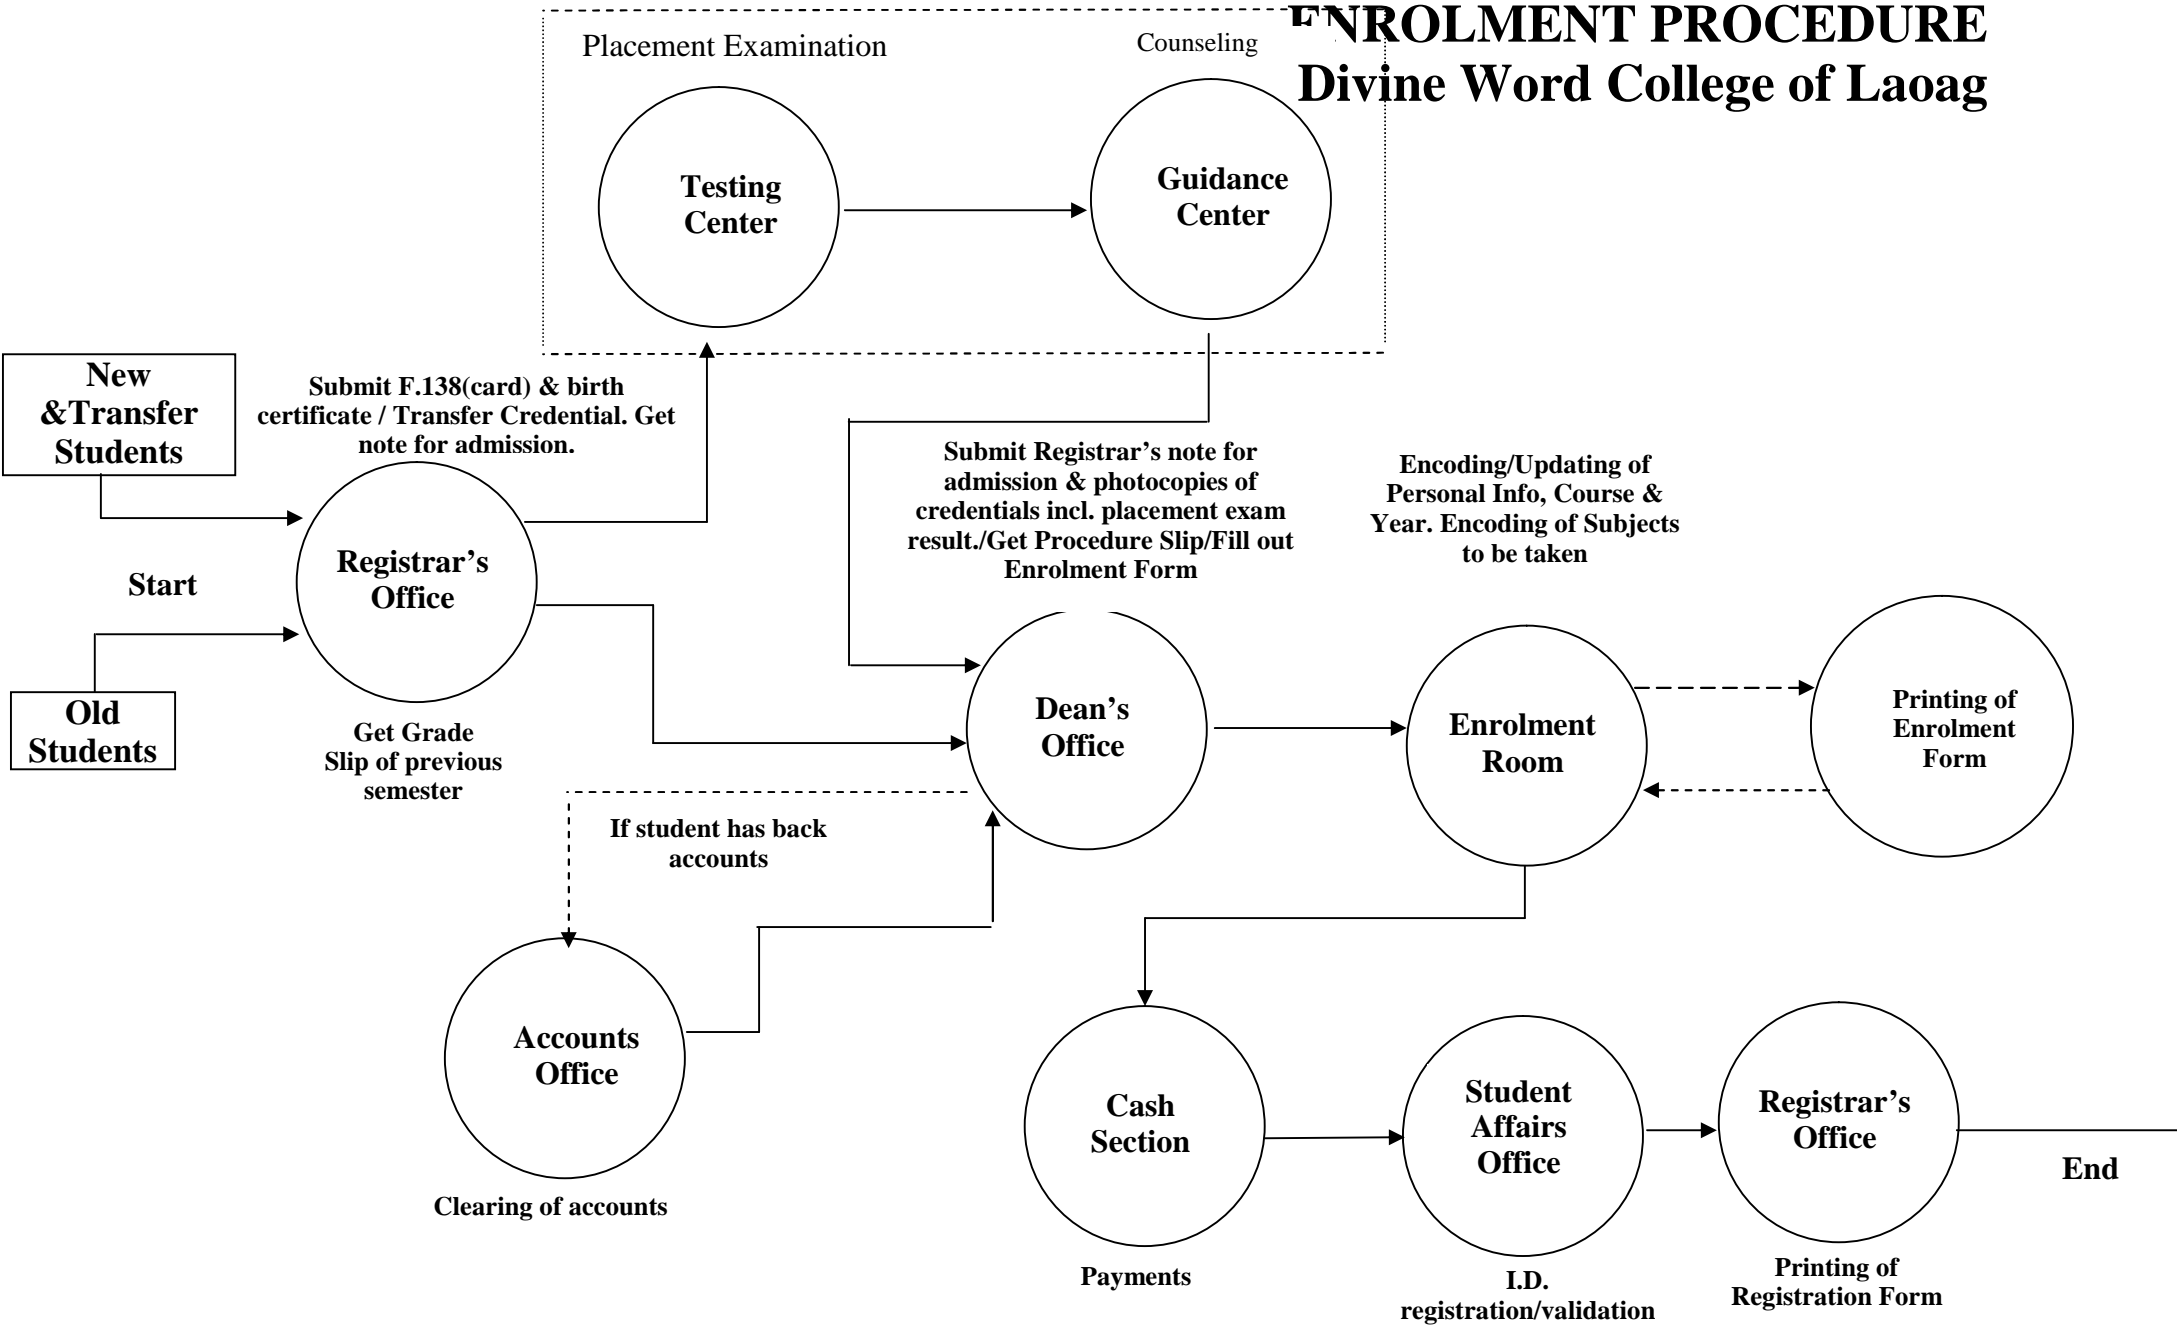 ENROLMENT PROCEDURE
Divine Word College of Laoag
Placement Examination
Counseling
Testing
Center
Guidance
Center
New
&Transfer
Students
Submit F.138(card) & birth
certificate / Transfer Credential. Get
note for admission.
Submit Registrar’s note for
admission & photocopies of
credentials incl. placement exam
result./Get Procedure Slip/Fill out
Enrolment Form
Encoding/Updating of
Personal Info, Course &
Year. Encoding of Subjects
to be taken
Start
Registrar’s
Office
Old
Students
Get Grade
Slip of previous
semester
Dean’s
Office
Enrolment
Room
Printing of
Enrolment
Form
If student has back
accounts
Accounts
Office
Clearing of accounts
Cash
Section
Payments
Student
Affairs
Office
I.D.
registration/validation
Registrar’s
Office
Printing of
Registration Form
End